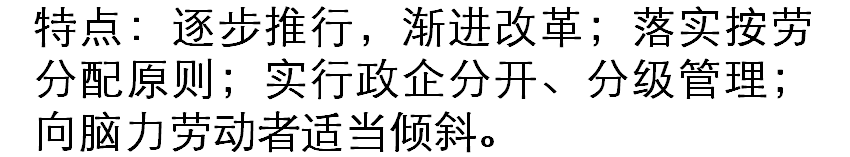 特点：逐步推行，渐进改革；落实按劳
分配原则；实行政企分开、分级管理；
向脑力劳动者适当倾斜。